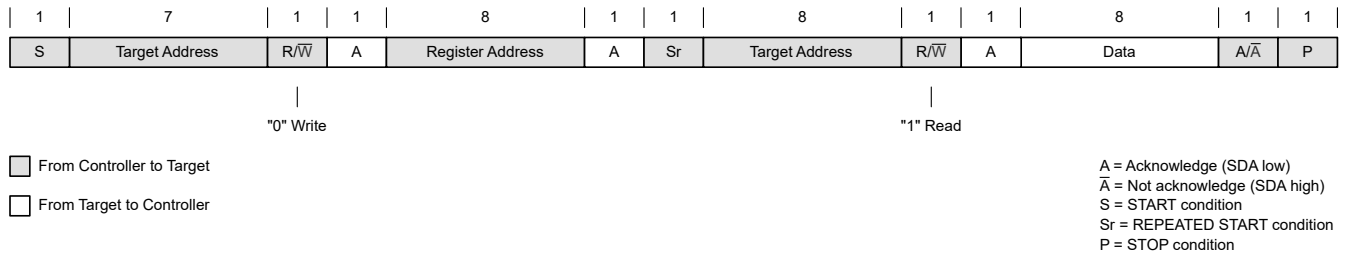 1 7 1 1 8 1 1 8 1 1 8 1 1
S Target Address R/W̅ A Register Address A Sr Target Address R/W̅ A Data A/A̅ P
"0" Write "1" Read
From Controller to Target
From Target to Controller
A = Acknowledge (SDA low)
A̅ = Not acknowledge (SDA high)
S = START condition
Sr = REPEATED START condition
P = STOP condition